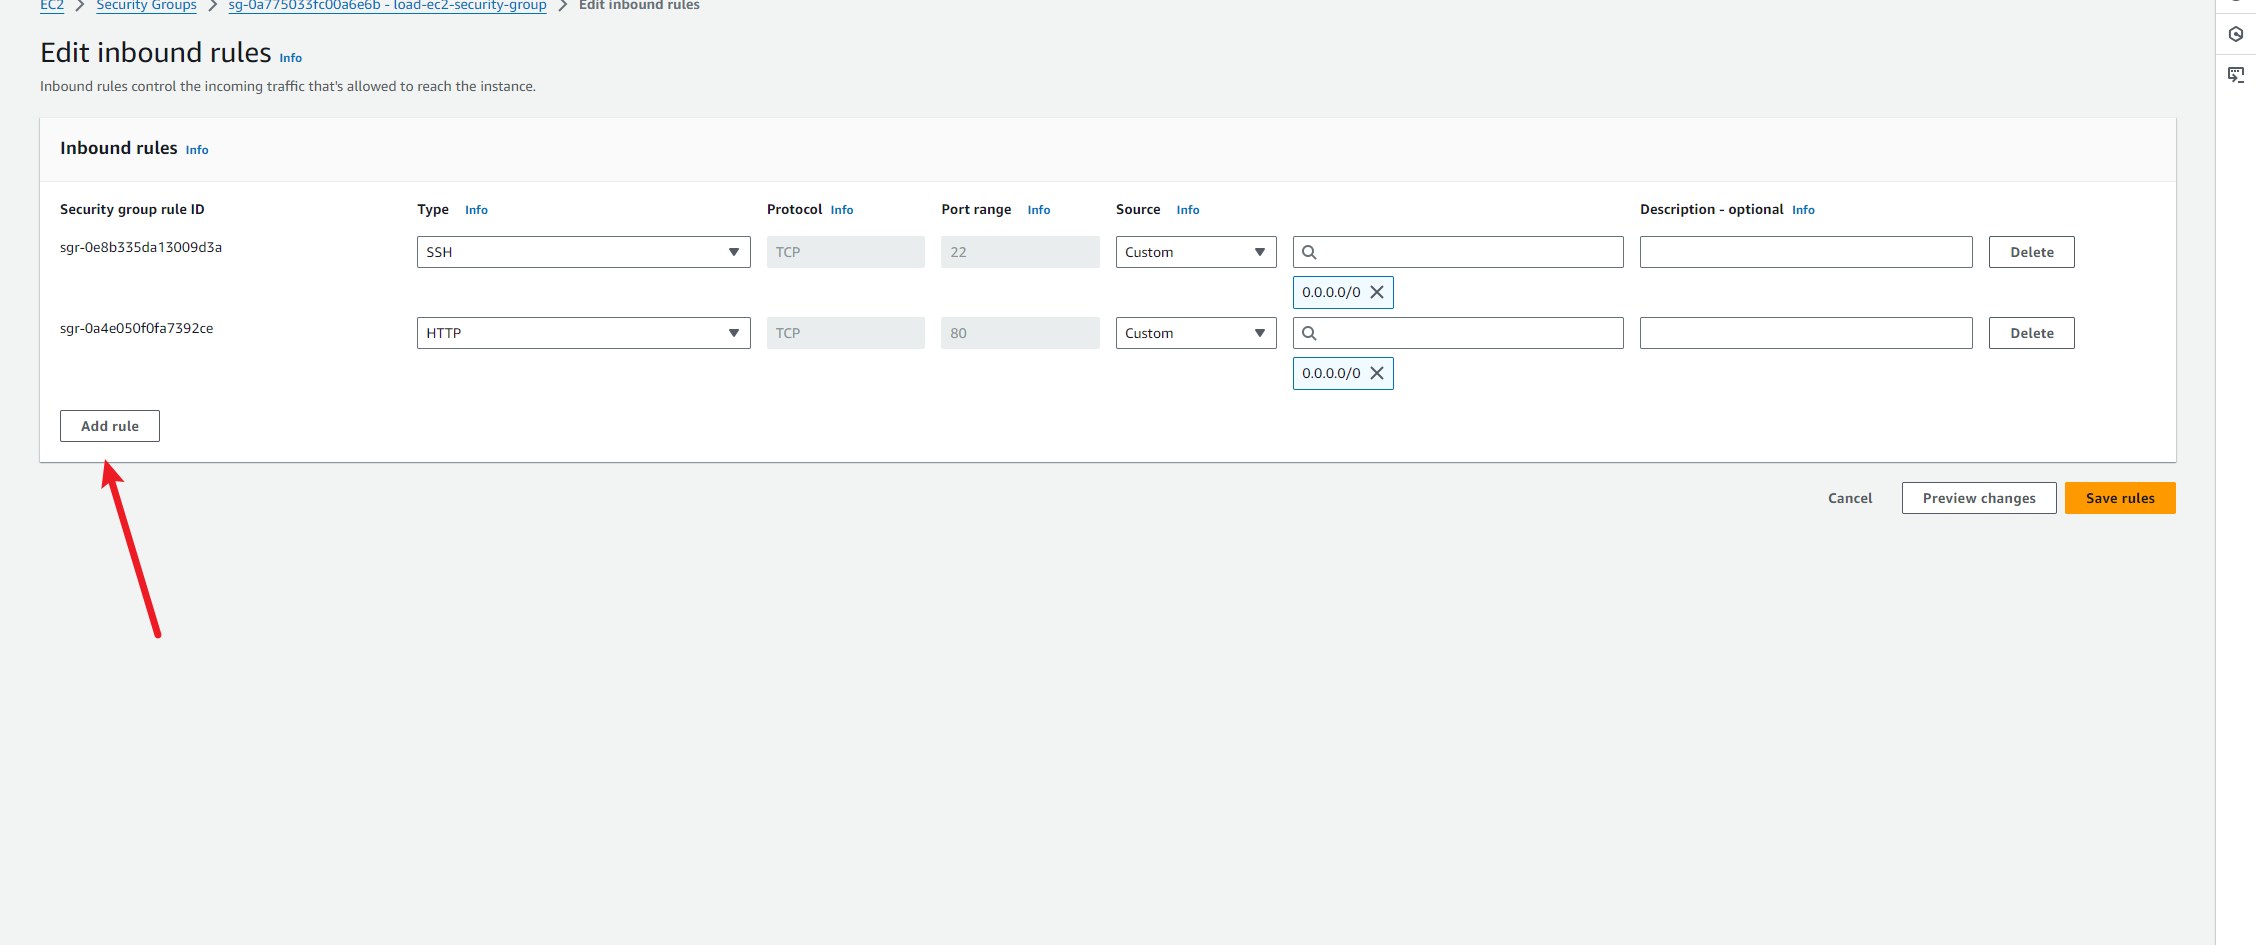 EC2 Security Groups sg-0a775033fc00a6e6b - load-ec2-security-group Edit inbound rules
Edit inbound rules Info
Inbound rules control the incoming traffic that's allowed to reach the instance.
Inbound rules Info
Security group rule ID Type Info Protocol Info Port range Info Source Info Description - optional Info
sgr-0e8b335da13009d3a SSH TCP 22 Custom Delete
0.0.0.0/0
sgr-0a4e050f0fa7392ce HTTP TCP 80 Custom Delete
0.0.0.0/0
Add rule
Cancel Preview changes Save rules